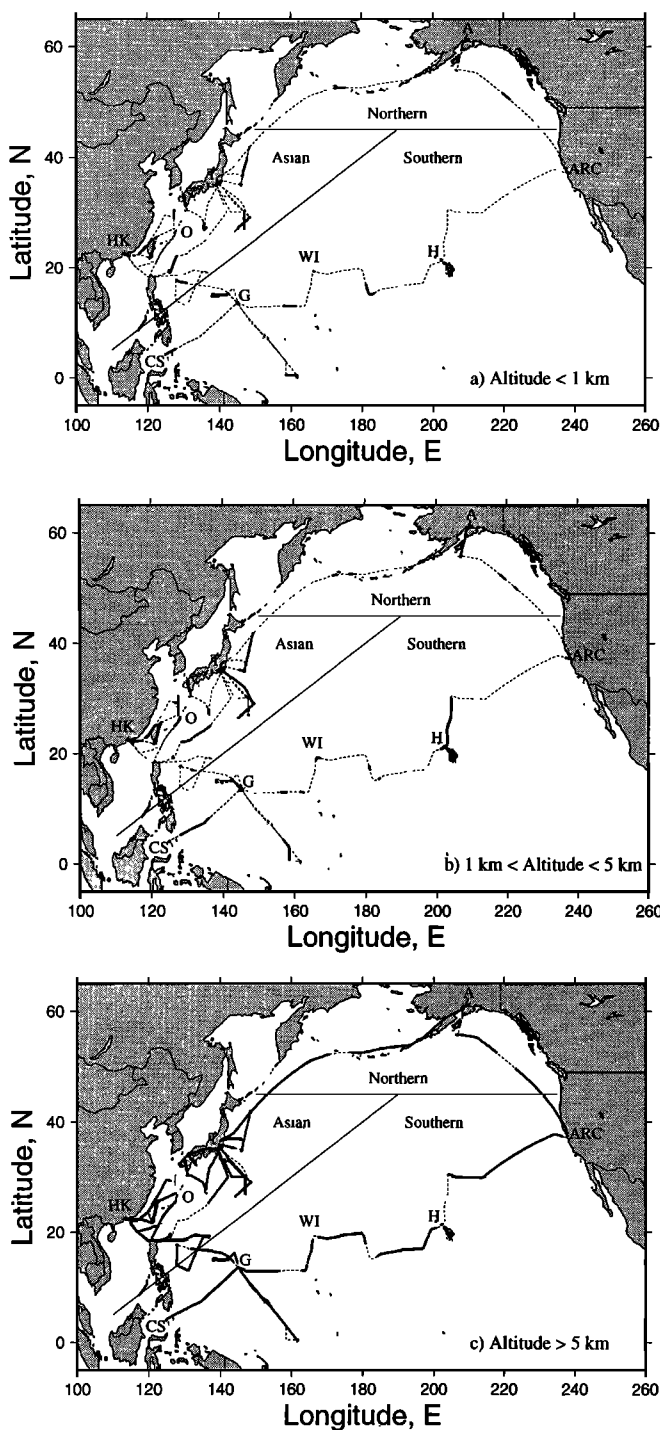 60
40
20
0
Latitude, N
A
Northern
Asian
Southern
ARC
HK
O
WI
H
G
CS
a) Altitude < 1 km
100 120 140 160 180 200 220 240 260
Longitude, E
60
40
20
0
Latitude, N
A
Northern
Asian
Southern
ARC
HK
O
WI
H
G
CS
b) 1 km < Altitude < 5 km
100 120 140 160 180 200 220 240 260
Longitude, E
60
40
20
0
Latitude, N
A
Northern
Asian
Southern
ARC
HK
O
WI
H
G
CS
c) Altitude > 5 km
100 120 140 160 180 200 220 240 260
Longitude, E